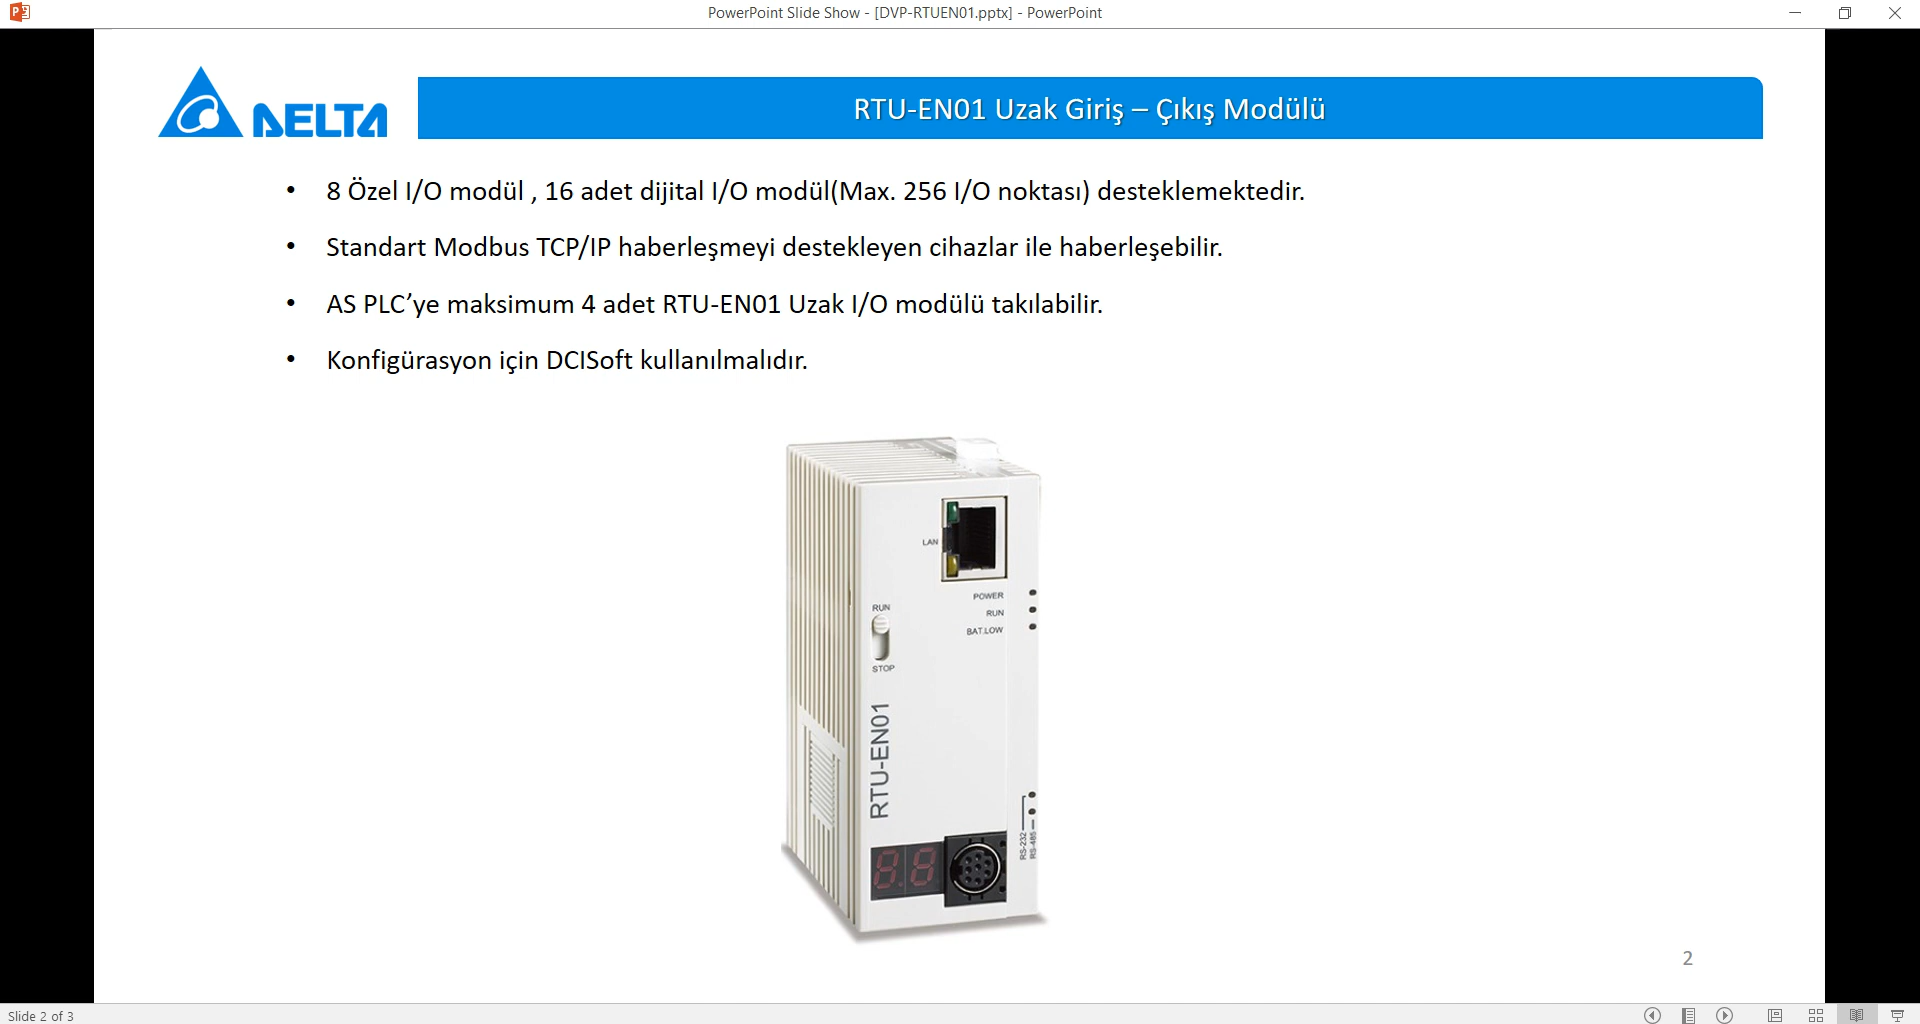 PowerPoint Slide Show - [DVP-RTUEN01.pptx] - PowerPoint
DELTA
RTU-EN01 Uzak Giriş – Çıkış Modülü
• 8 Özel I/O modül , 16 adet dijital I/O modül(Max. 256 I/O noktası) desteklemektedir.
• Standart Modbus TCP/IP haberleşmeyi destekleyen cihazlar ile haberleşebilir.
• AS PLC’ye maksimum 4 adet RTU-EN01 Uzak I/O modülü takılabilir.
• Konfigürasyon için DCISoft kullanılmalıdır.
LAN
POWER
RUN
BAT.LOW
RUN
STOP
RTU-EN01
RS-232
RS-485
8.8
2
Slide 2 of 3